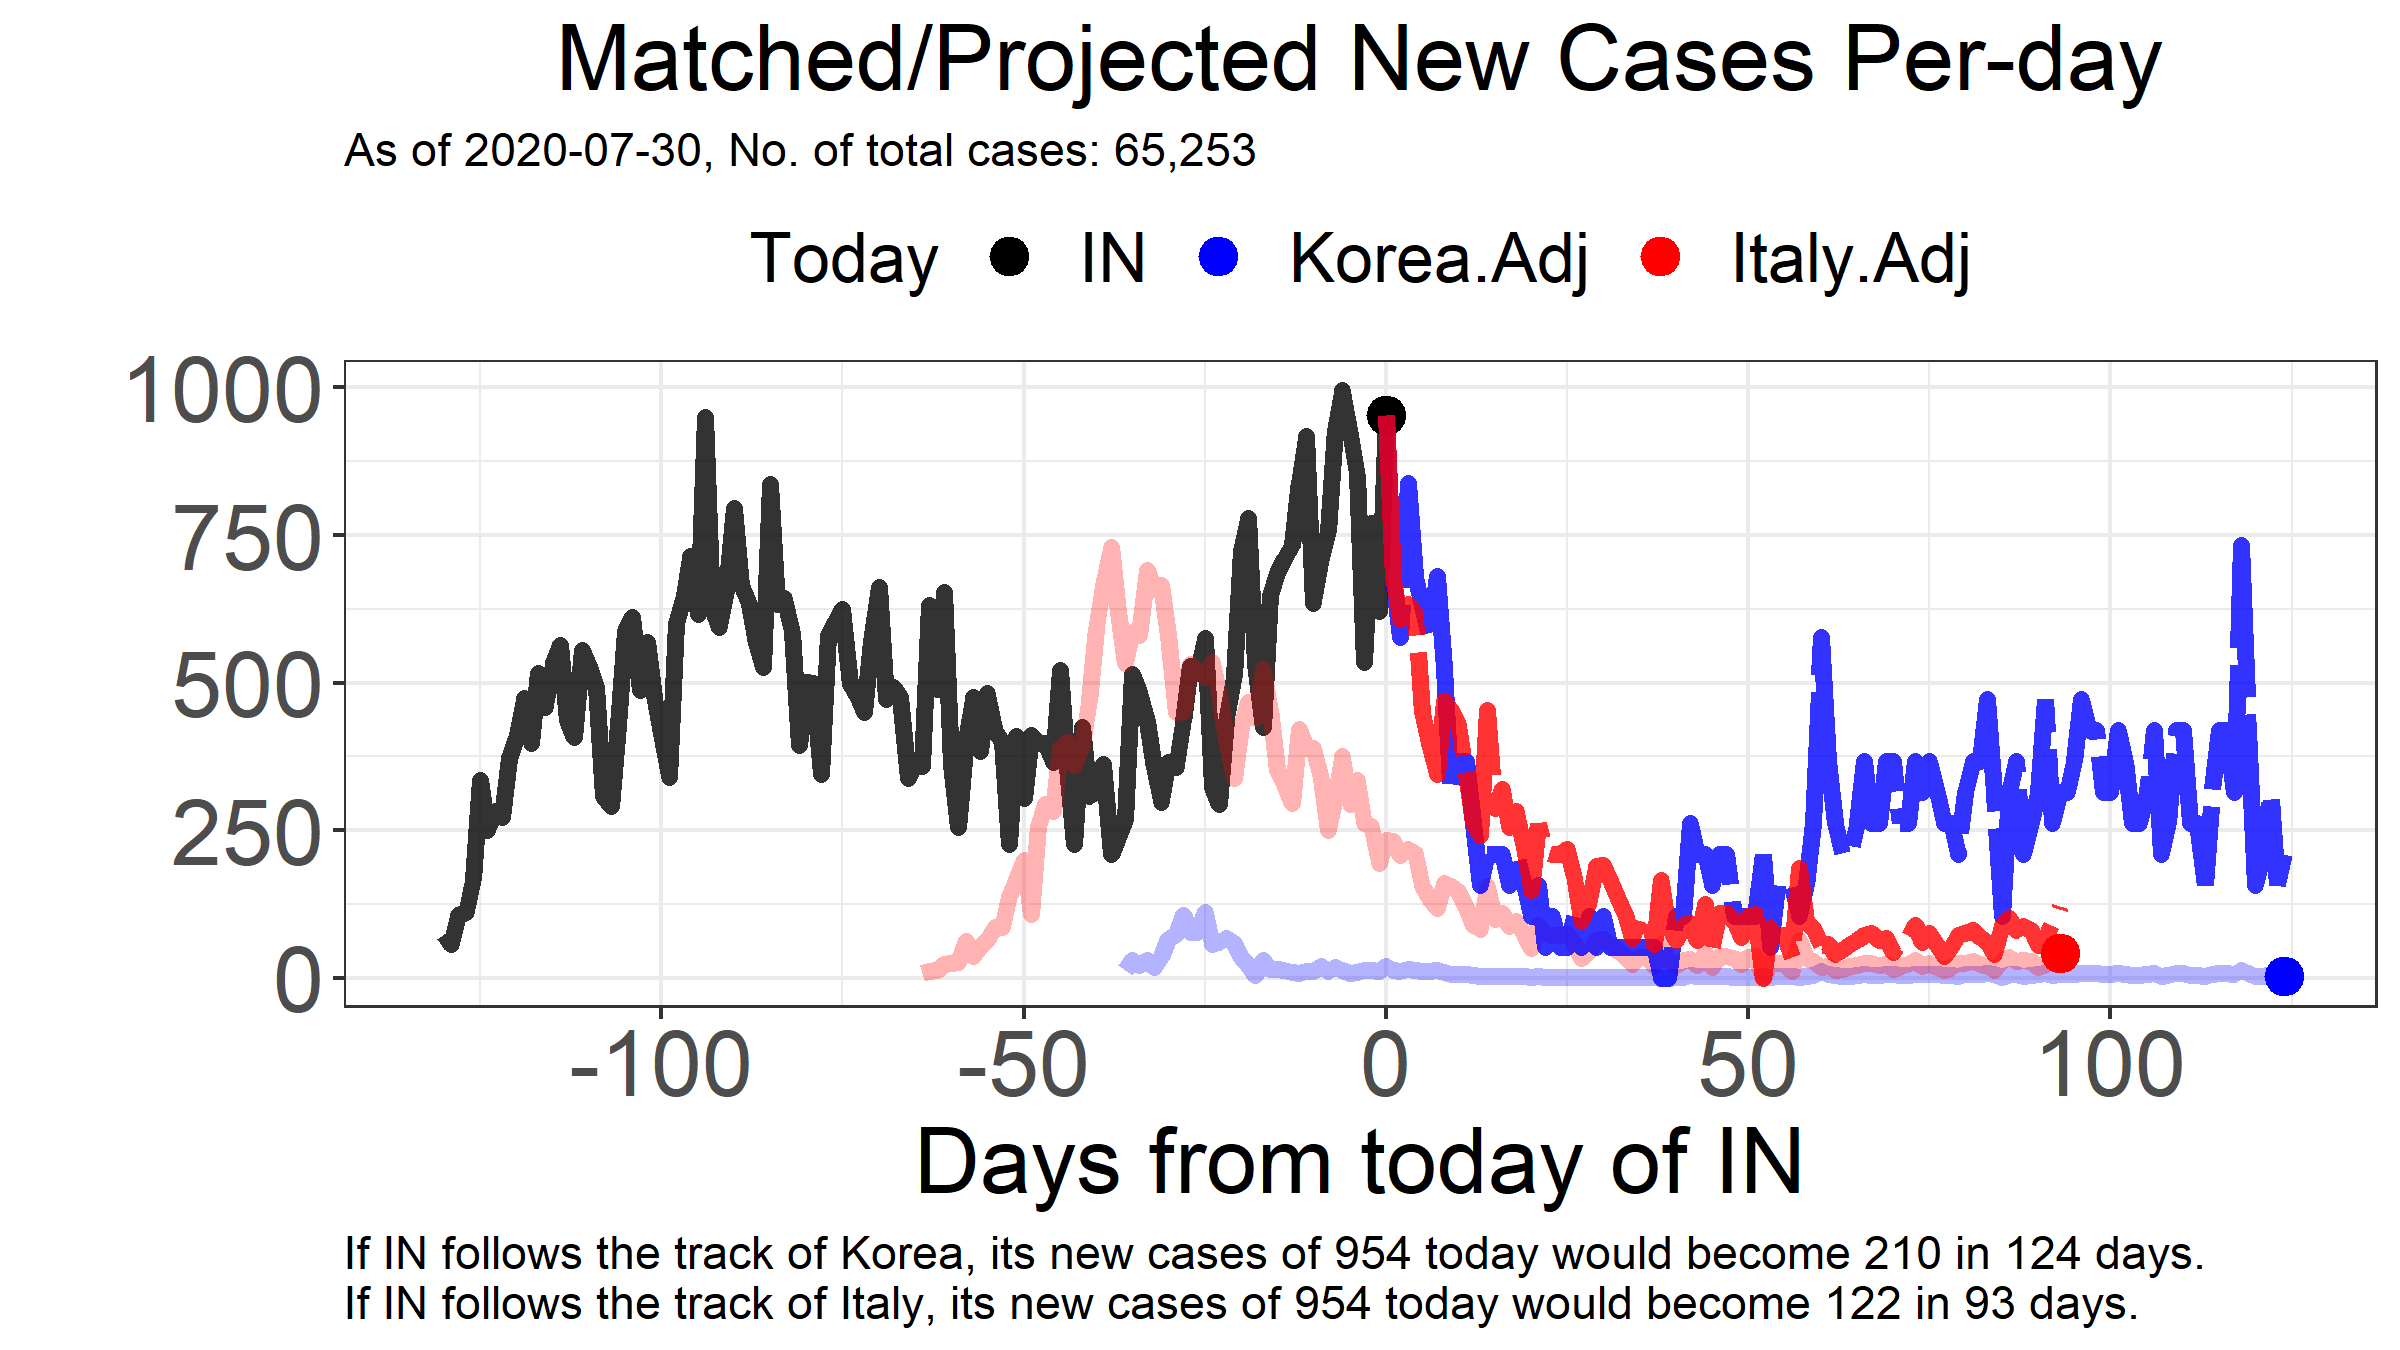 Matched/Projected New Cases Per-day
As of 2020-07-30, No. of total cases: 65,253
Today IN Korea.Adj Italy.Adj
1000
750
500
250
0
-100 -50 0 50 100
Days from today of IN
If IN follows the track of Korea, its new cases of 954 today would become 210 in 124 days.
If IN follows the track of Italy, its new cases of 954 today would become 122 in 93 days.